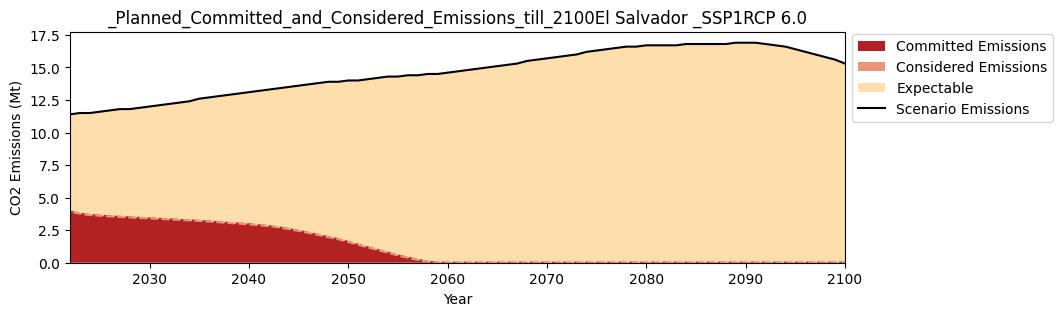 _Planned_Committed_and_Considered_Emissions_till_2100El Salvador _SSP1RCP 6.0
17.5
15.0
12.5
10.0
7.5
5.0
2.5
0.0
CO2 Emissions (Mt)
2030
2040
2050
2060
2070
2080
2090
2100
Year
Committed Emissions
Considered Emissions
Expectable
Scenario Emissions